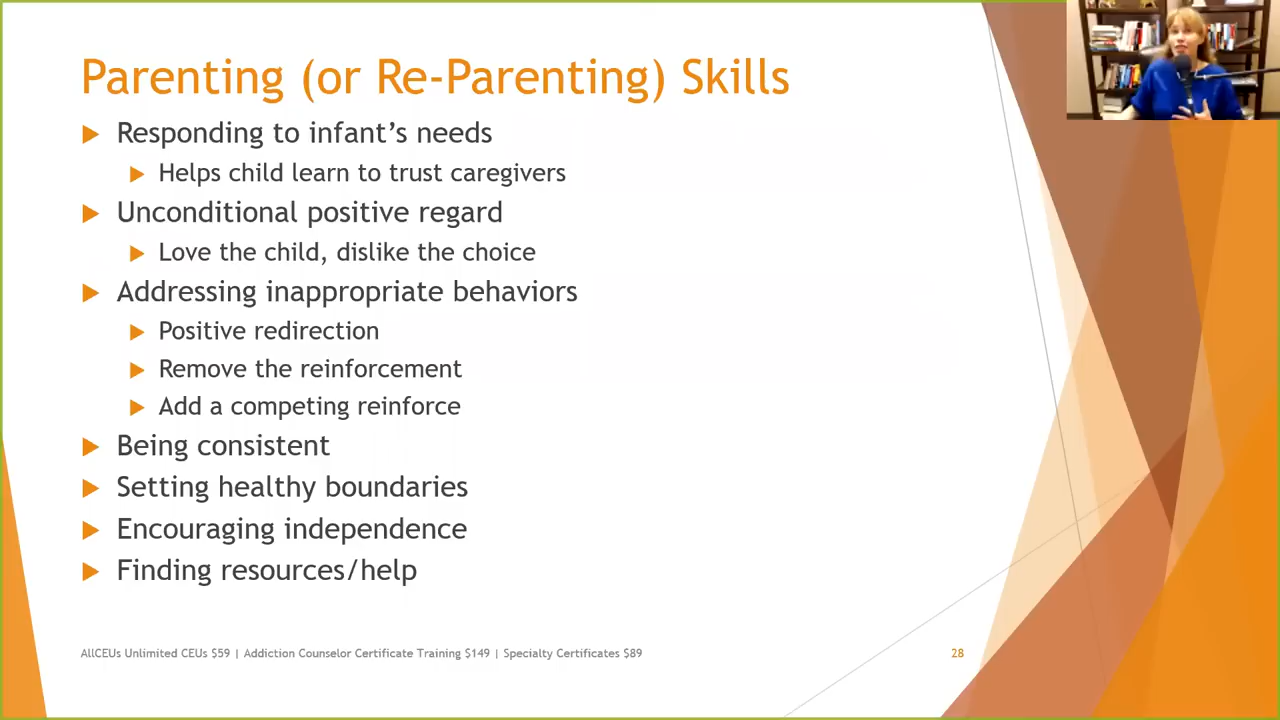 Parenting (or Re-Parenting) Skills
Responding to infant's needs
Helps child learn to trust caregivers
Unconditional positive regard
Love the child, dislike the choice
Addressing inappropriate behaviors
Positive redirection
Remove the reinforcement
Add a competing reinforce
Being consistent
Setting healthy boundaries
Encouraging independence
Finding resources/help
AllCEUs Unlimited CEUs $59 | Addiction Counselor Certificate Training $149 | Specialty Certificates $89
28